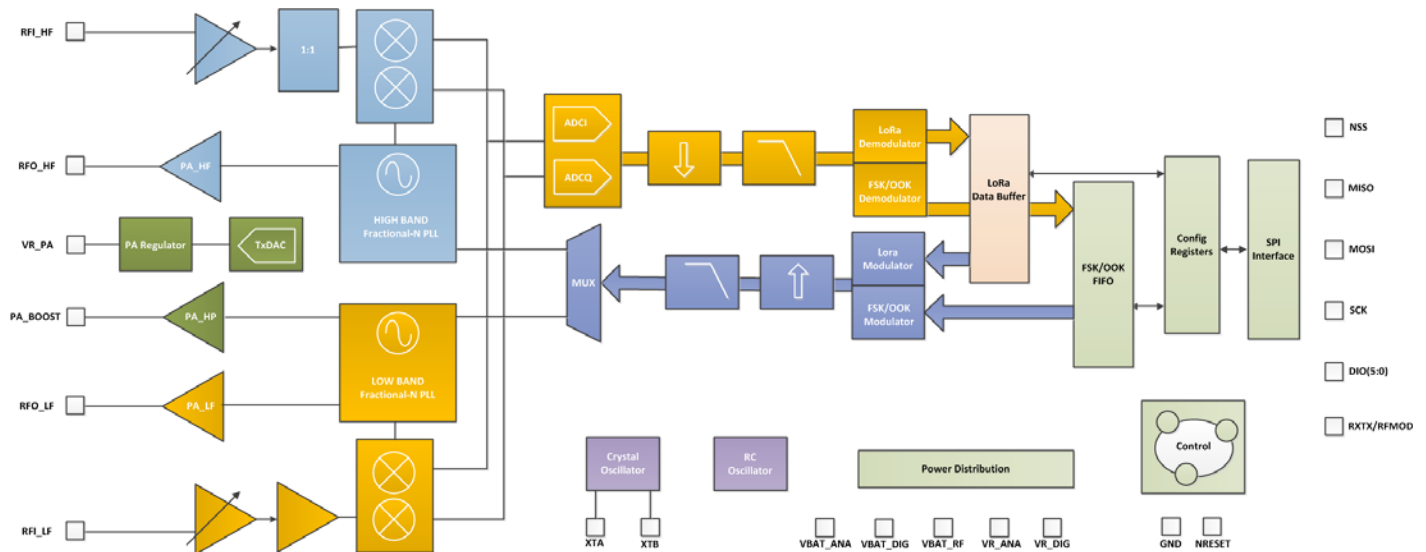 RFI_HF
1:1
RFO_HF
PA_HF
HIGH BAND
Fractional-N PLL
VR_PA
PA Regulator
TxDAC
PA_BOOST
PA_HP
LOW BAND
Fractional-N PLL
RFO_LF
PA_LF
RFI_LF
ADCI
ADCQ
MUX
LoRa
Demodulator
FSK/OOK
Demodulator
Lora
Modulator
FSK/OOK
Modulator
LoRa
Data Buffer
FSK/OOK
FIFO
Config
Registers
SPI
Interface
NSS
MISO
MOSI
SCK
DIO(5:0)
RXTX/RFMOD
Crystal
Oscillator
RC
Oscillator
Power Distribution
Control
XTA
XTB
VBAT_ANA
VBAT_DIG
VBAT_RF
VR_ANA
VR_DIG
GND
NRESET